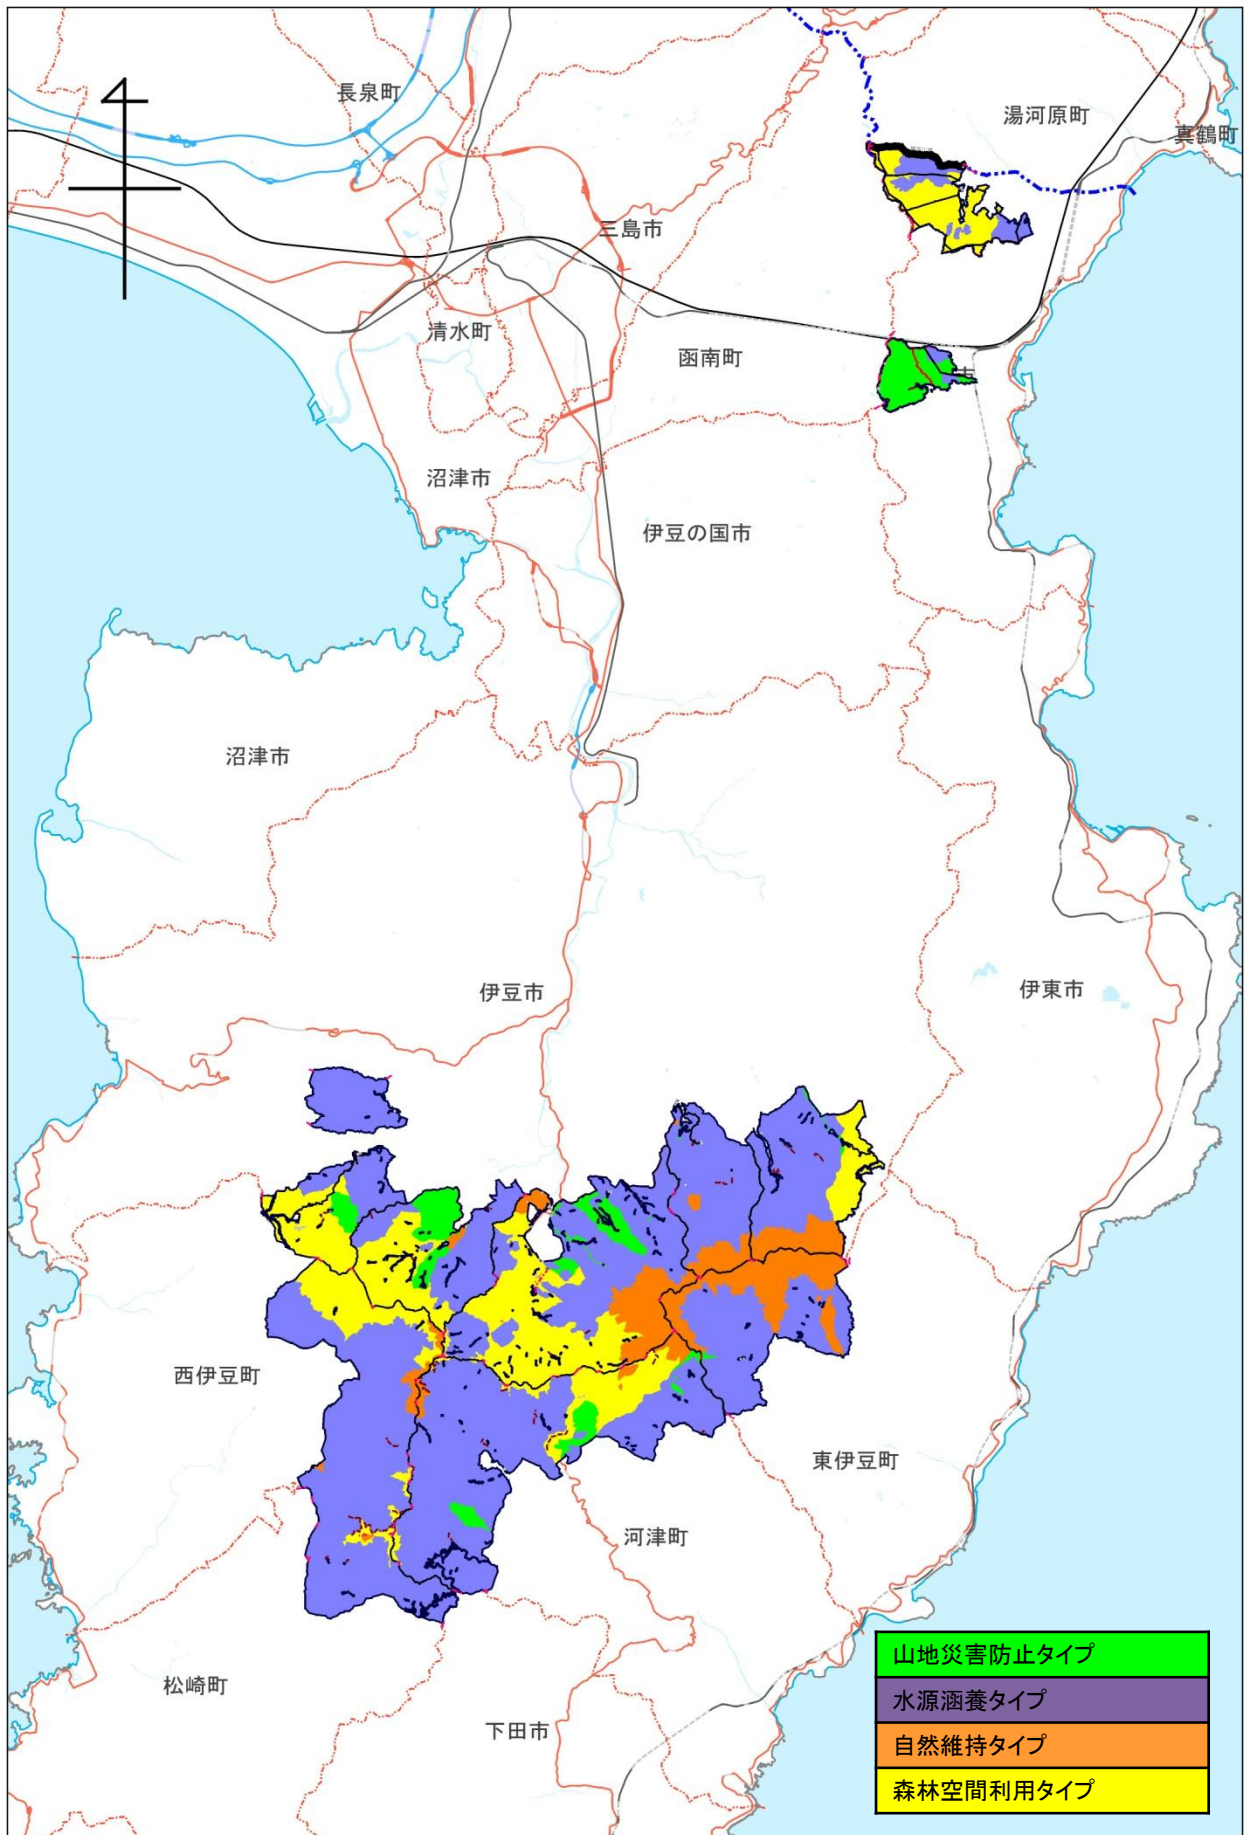 長泉町
湯河原町
真鶴町
三島市
清水町
函南町
市
沼津市
伊豆の国市
沼津市
伊豆市
伊東市
西伊豆町
東伊豆町
河津町
松崎町
下田市
山地災害防止タイプ
水源涵養タイプ
自然維持タイプ
森林空間利用タイプ